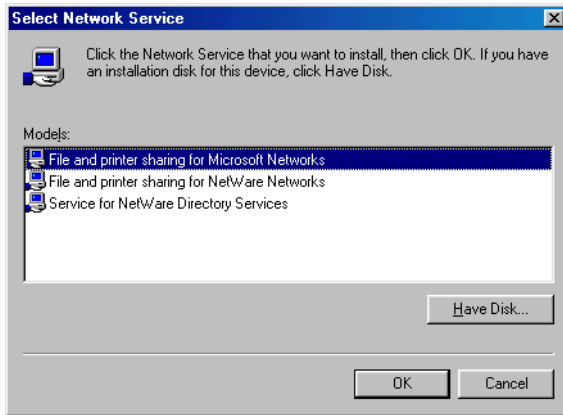 Select Network Service
Click the Network Service that you want to install, then click OK. If you have
an installation disk for this device, click Have Disk.
Models:
File and printer sharing for Microsoft Networks
File and printer sharing for NetWare Networks
Service for NetWare Directory Services
Have Disk...
OK
Cancel